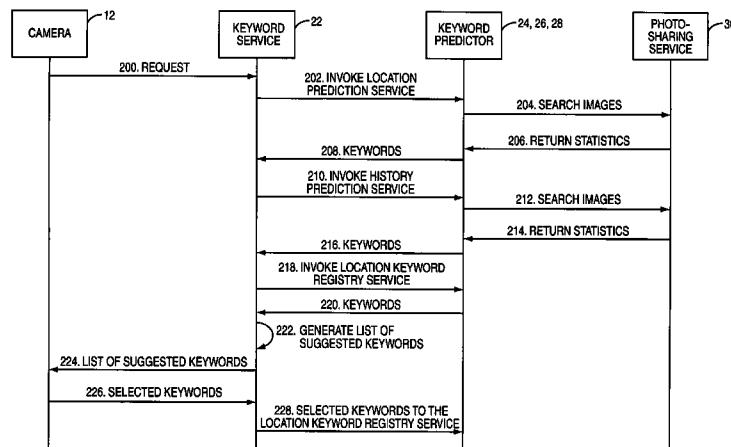 CAMERA
12
KEYWORD
SERVICE
22
KEYWORD
PREDICTOR
24, 26, 28
PHOTO-
SHARING
SERVICE
200. REQUEST
202. INVOKE LOCATION
PREDICTION SERVICE
204. SEARCH IMAGES
206. RETURN STATISTICS
208. KEYWORDS
210. INVOKE HISTORY
PREDICTION SERVICE
212. SEARCH IMAGES
214. RETURN STATISTICS
216. KEYWORDS
218. INVOKE LOCATION KEYWORD
REGISTRY SERVICE
220. KEYWORDS
222. GENERATE LIST OF
SUGGESTED KEYWORDS
224. LIST OF SUGGESTED KEYWORDS
226. SELECTED KEYWORDS
228. SELECTED KEYWORDS TO THE
LOCATION KEYWORD REGISTRY SERVICE